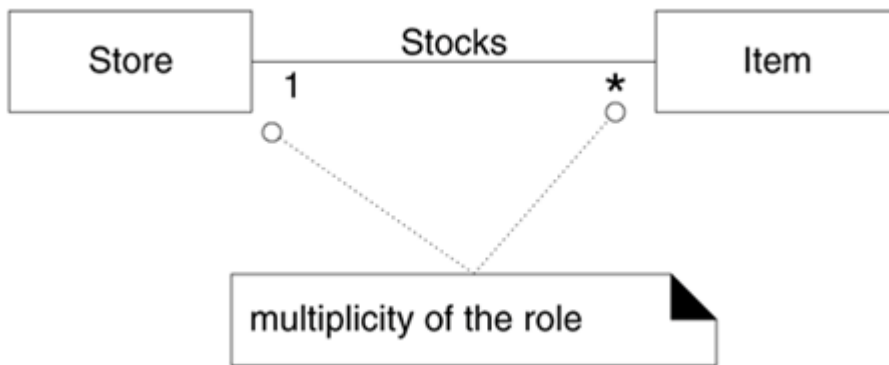 Store
Stocks
Item
1
*
multiplicity of the role